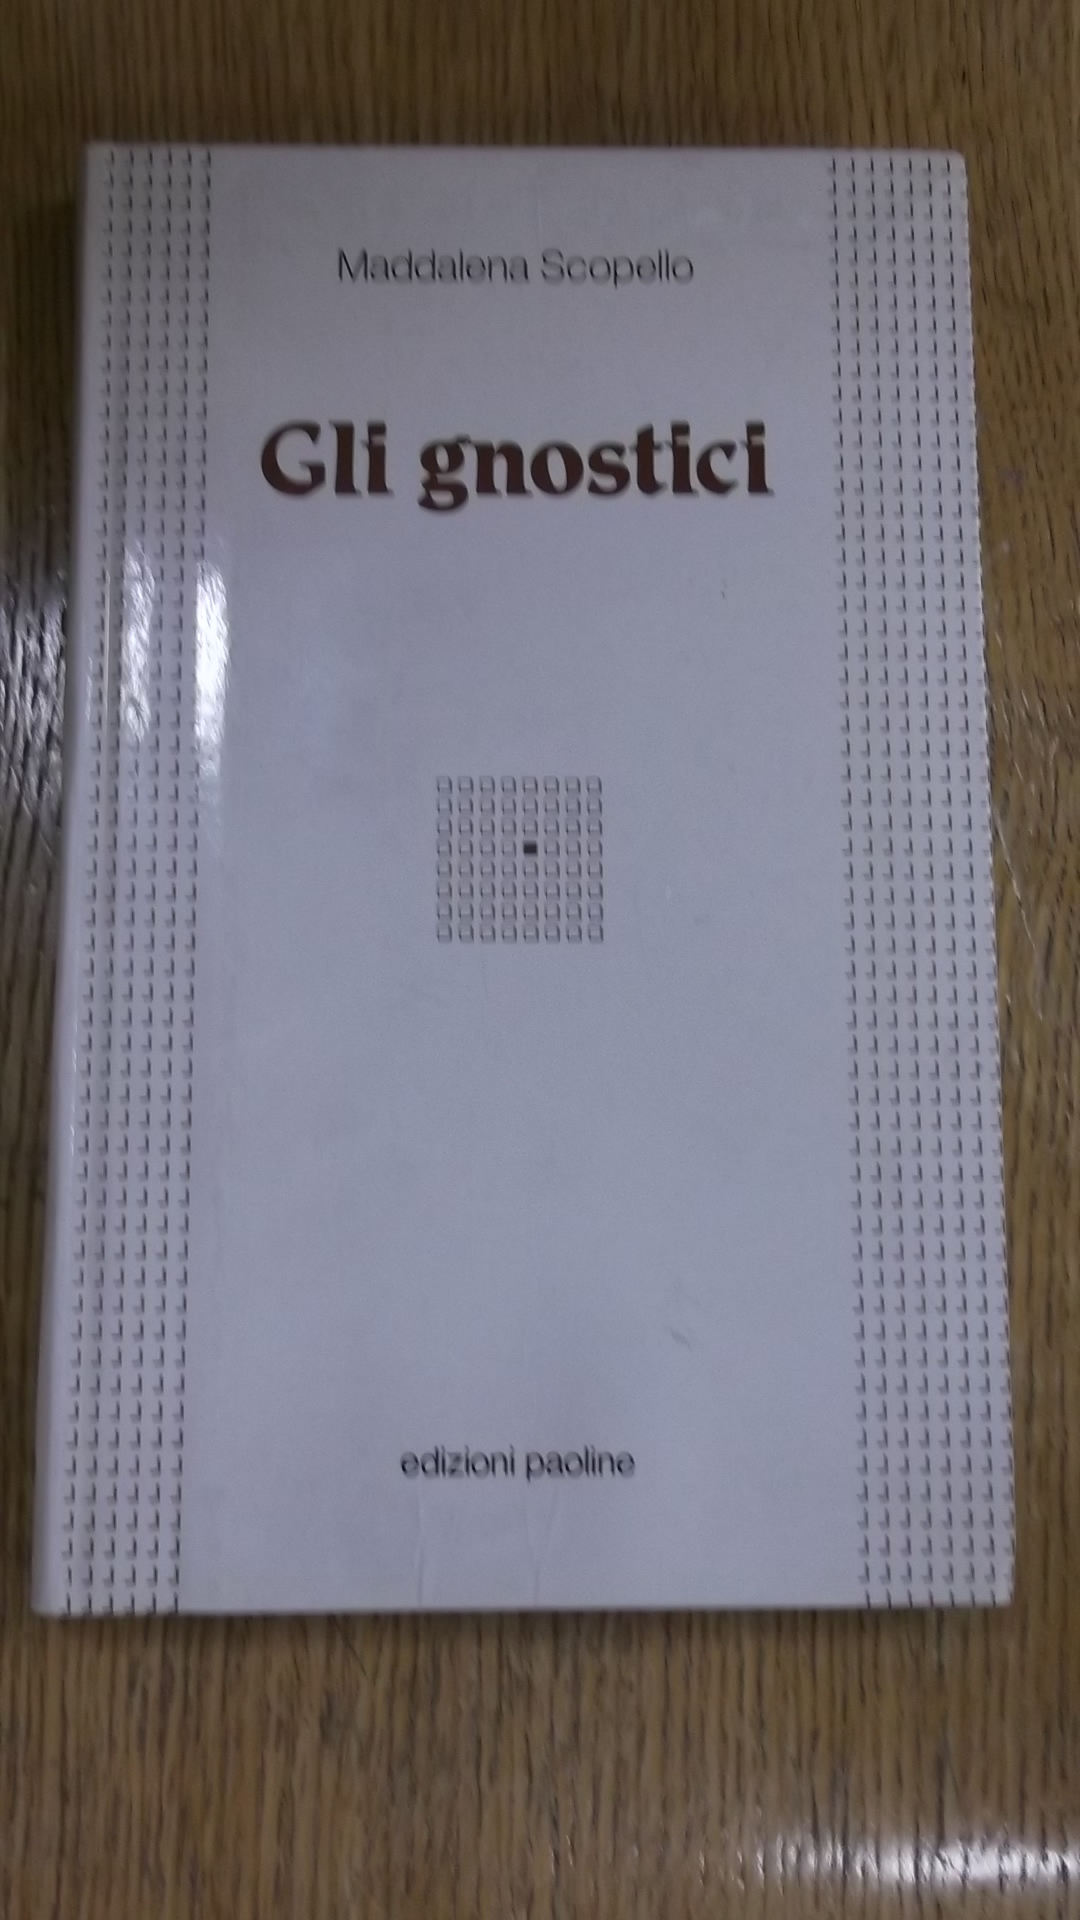 Maddalena Scopello
Gli gnostici
edizioni paoline